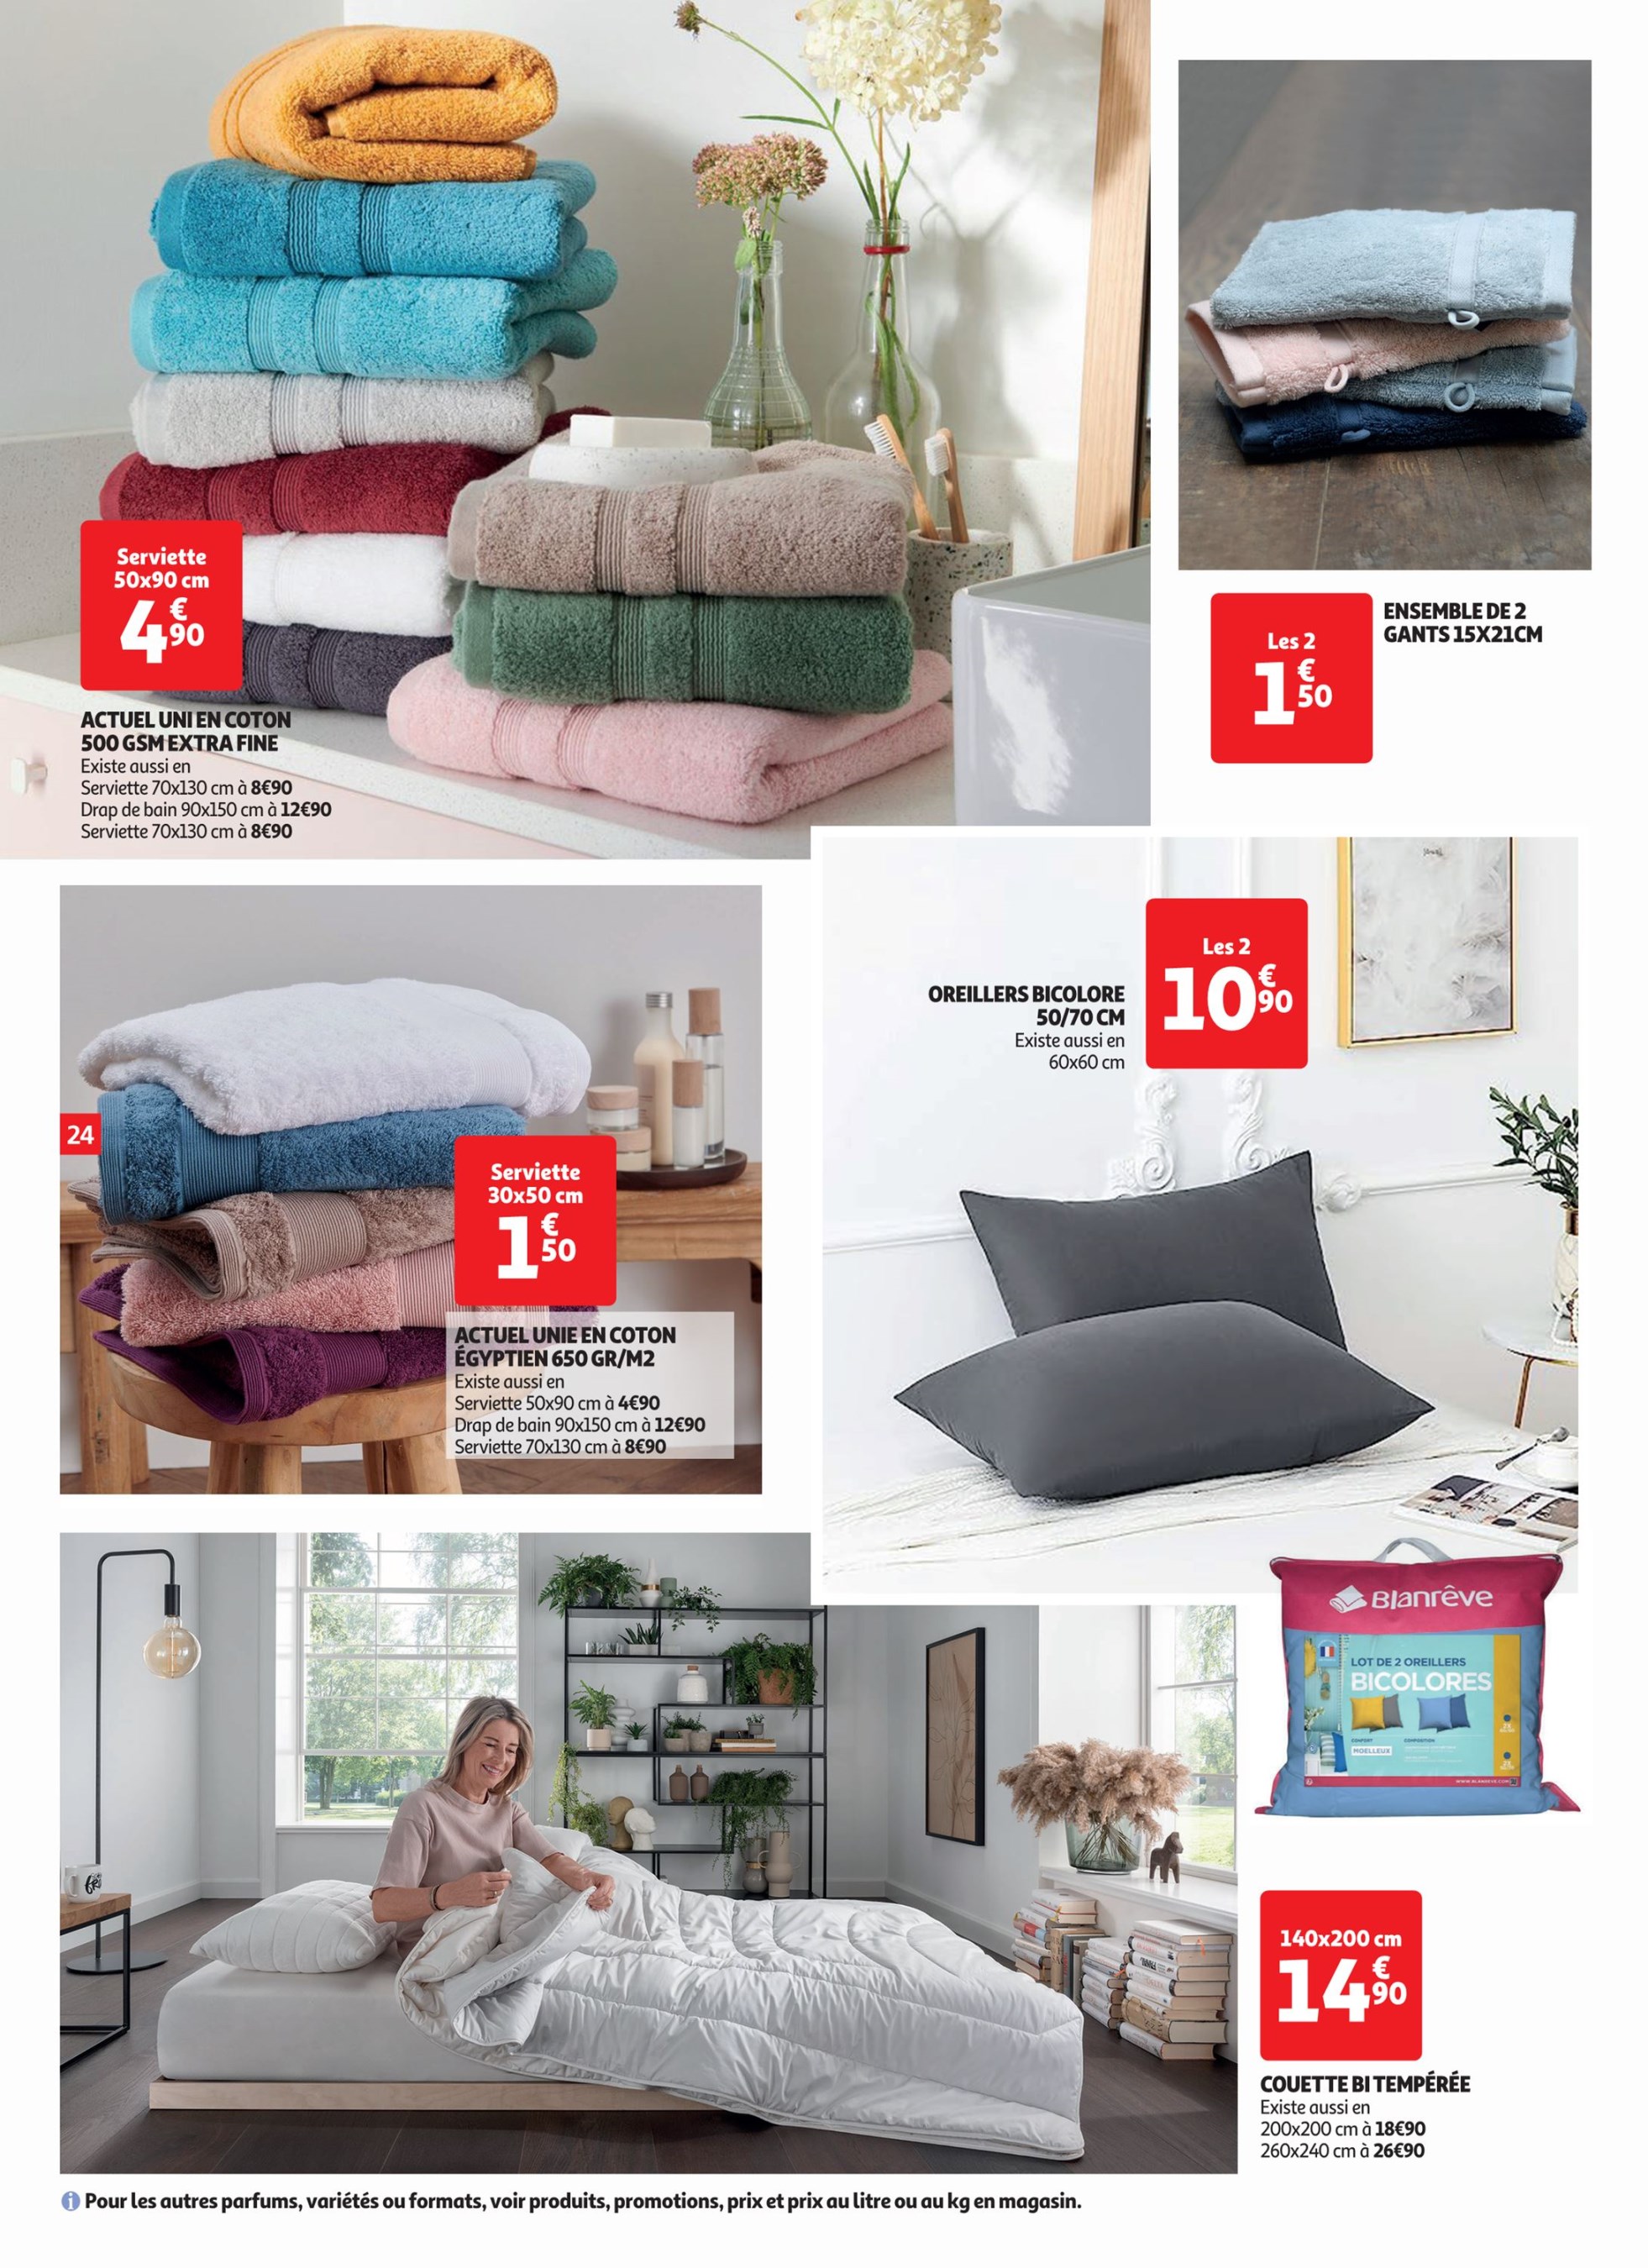 Serviette
50x90 cm
4€90
ACTUEL UNI EN COTON
500 GSM EXTRA FINE
Existe aussi en
Serviette 70x130 cm à 8€90
Drap de bain 90x150 cm à 12€90
Serviette 70x130 cm à 8€90
Les 2
1€50
ENSEMBLE DE 2
GANTS 15X21CM
24
Serviette
30x50 cm
1€50
ACTUEL UNIE EN COTON
ÉGYPTIEN 650 GR/M2
Existe aussi en
Serviette 50x90 cm à 4€90
Drap de bain 90x150 cm à 12€90
Serviette 70x130 cm à 8€90
OREILLERS BICOLORE
50/70 CM
Existe aussi en
60x60 cm
Les 2
10€90
Blanrêve
LOT DE 2 OREILLERS
BICOLORES
CONFORT
MOELLEUX
COMPOSITION
WWW.BLANREVE.COM
140x200 cm
14€90
COUETTE BI TEMPÉRÉE
Existe aussi en
200x200 cm à 18€90
260x240 cm à 26€90
Pour les autres parfums, variétés ou formats, voir produits, promotions, prix et prix au litre ou au kg en magasin.